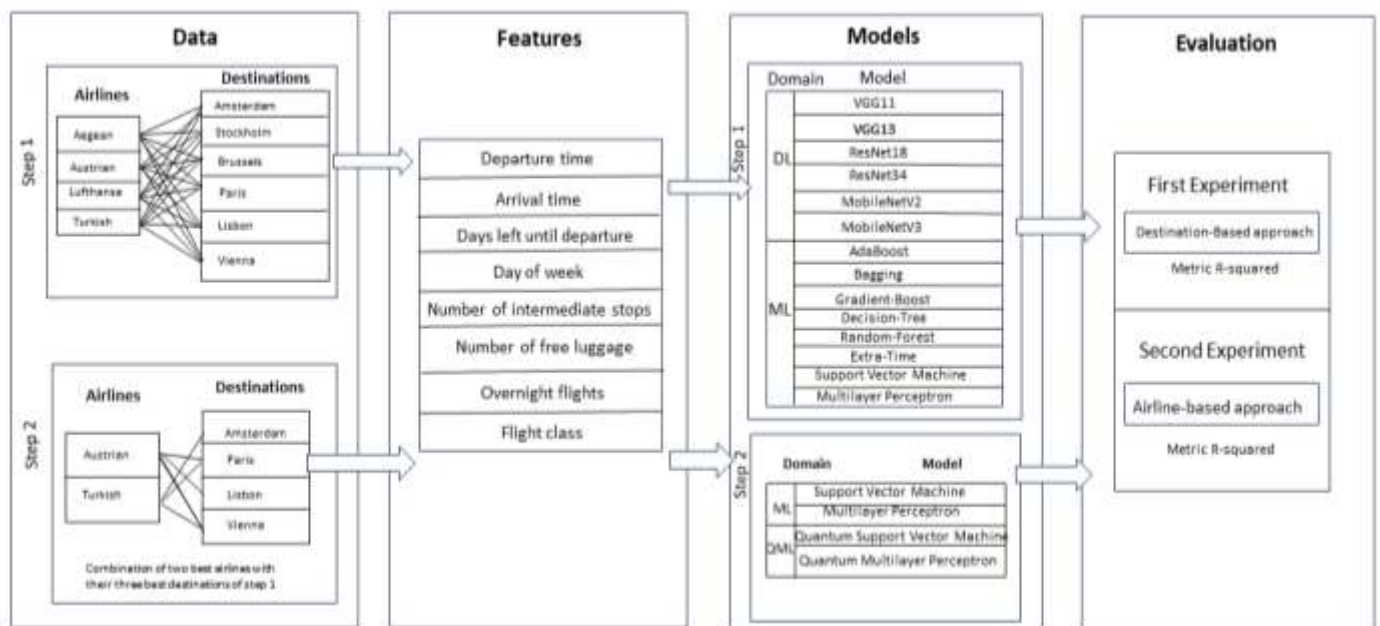 Data
Step 1
Airlines
Aegean
Austrian
Lufthansa
Turkish
Destinations
Amsterdam
Stockholm
Brussels
Paris
Lisbon
Vienna
Step 2
Airlines
Austrian
Turkish
Destinations
Amsterdam
Paris
Lisbon
Vienna
Combination of two best airlines with
their three best destinations of step 1
Features
Departure time
Arrival time
Days left until departure
Day of week
Number of intermediate stops
Number of free luggage
Overnight flights
Flight class
Models
Step 1
Domain Model
DL
VGG11
VGG13
ResNet18
ResNet34
MobileNetV2
MobileNetV3
ML
AdaBoost
Bagging
Gradient-Boost
Decision-Tree
Random-Forest
Extra-Time
Support Vector Machine
Multilayer Perceptron
Step 2
Domain Model
ML
Support Vector Machine
Multilayer Perceptron
QML
Quantum Support Vector Machine
Quantum Multilayer Perceptron
Evaluation
First Experiment
Destination-Based approach
Metric R-squared
Second Experiment
Airline-based approach
Metric R-squared